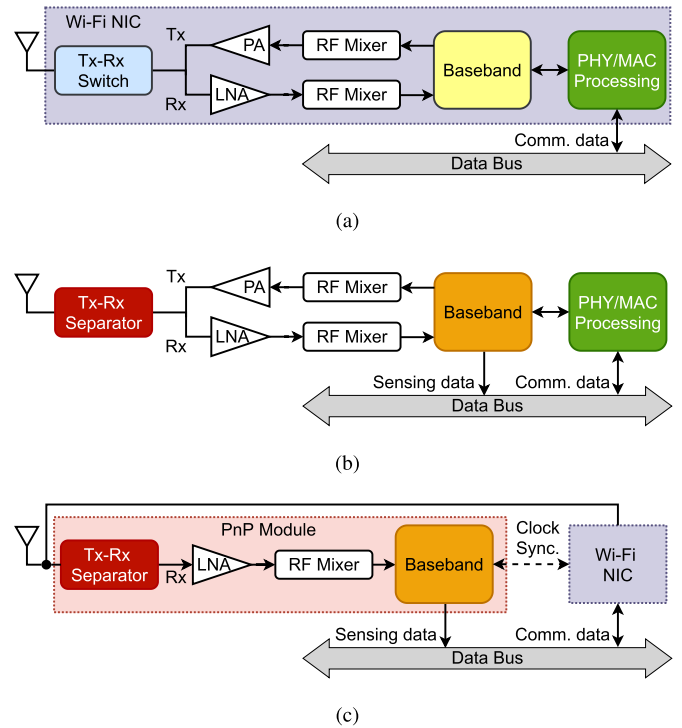 Wi-Fi NIC
Tx
PA
RF Mixer
Tx-Rx
Switch
Baseband
PHY/MAC
Processing
Rx
LNA
RF Mixer
Comm. data
Data Bus
(a)
Tx
PA
RF Mixer
Tx-Rx
Separator
Baseband
PHY/MAC
Processing
Rx
LNA
RF Mixer
Sensing data
Comm. data
Data Bus
(b)
PnP Module
Clock
Sync.
Tx-Rx
Separator
Rx
LNA
RF Mixer
Baseband
Wi-Fi
NIC
Sensing data
Comm. data
Data Bus
(c)